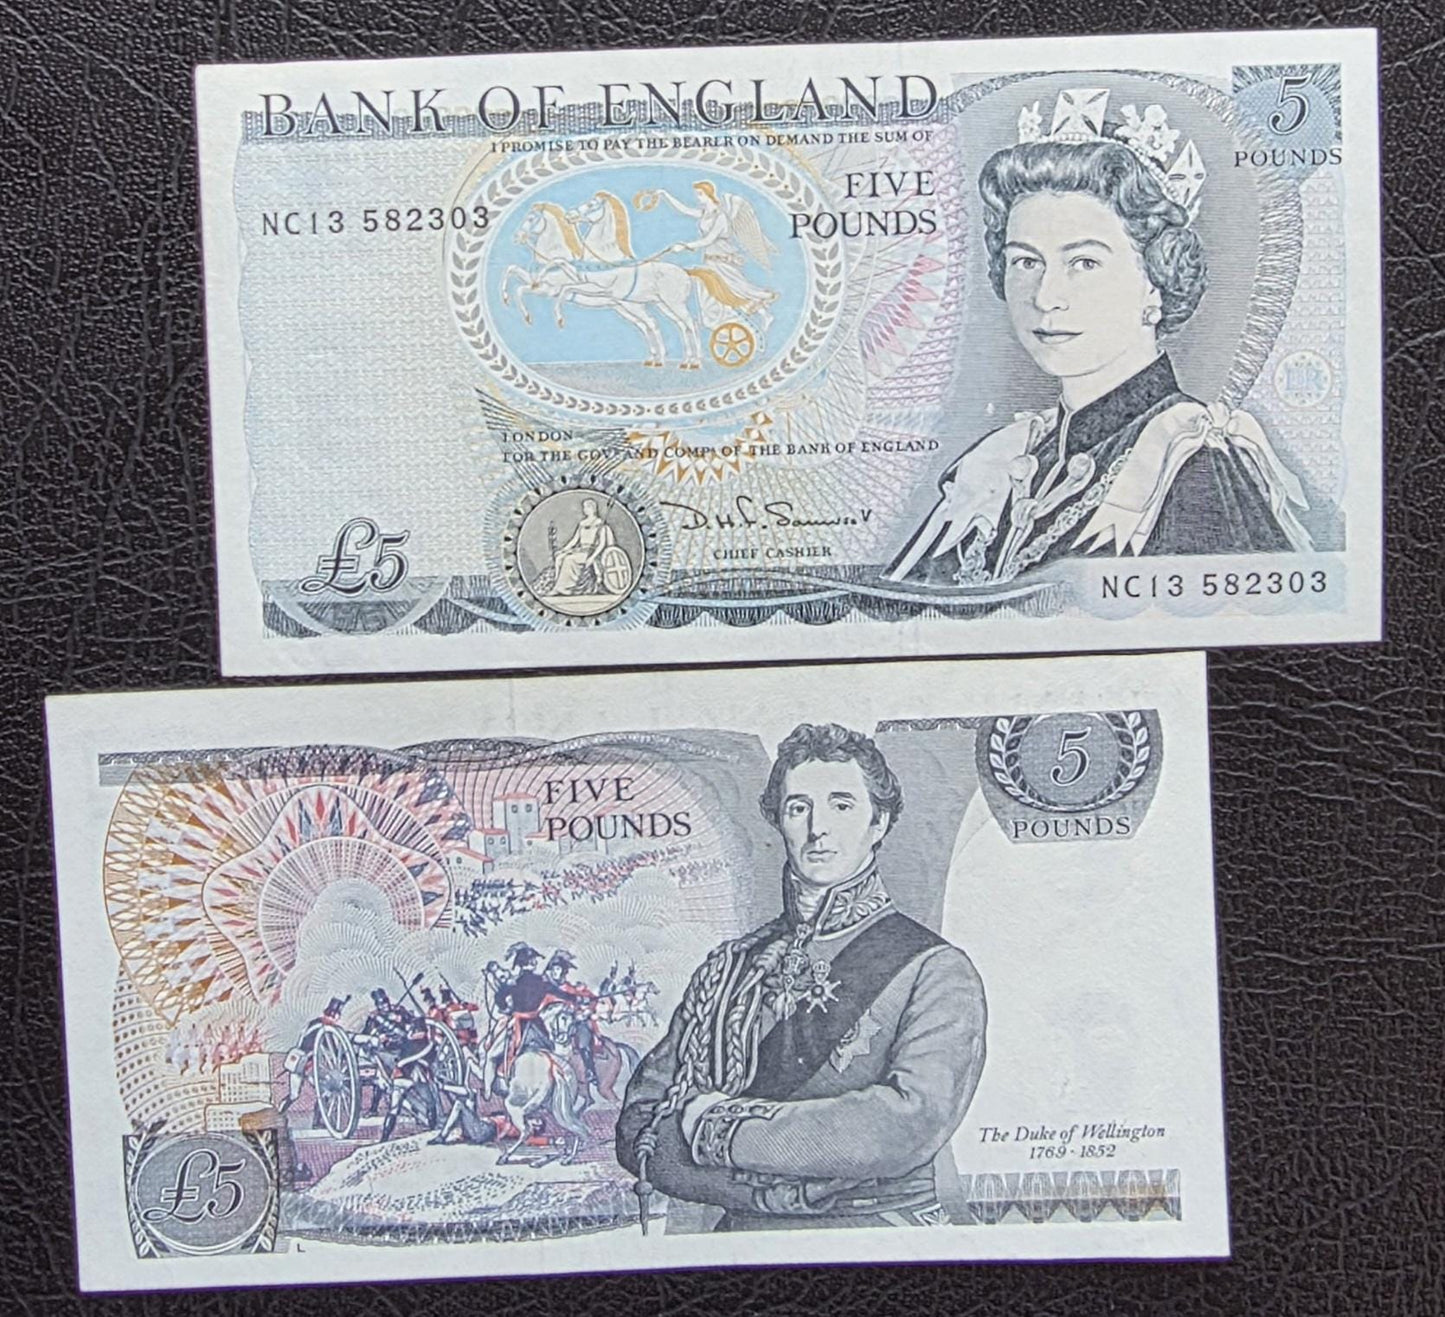 BANK OF ENGLAND
5
POUNDS
I PROMISE TO PAY THE BEARER ON DEMAND THE SUM OF
FIVE
POUNDS
NC13 582303
LONDON
FOR THE GOVR AND COMPA OF THE BANK OF ENGLAND
D.H.F. Somerset
CHIEF CASHIER
£5
NC13 582303
5
POUNDS
FIVE
POUNDS
The Duke of Wellington
1769-1852
£5
L